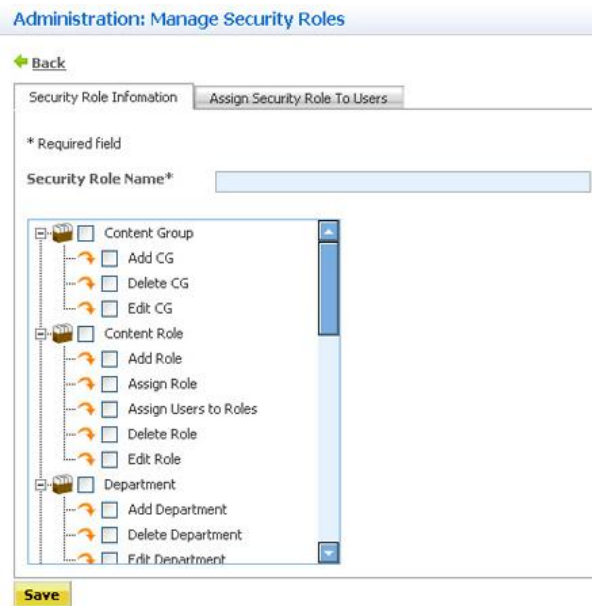 Administration: Manage Security Roles
Back
Security Role Infomation
Assign Security Role To Users
* Required field
Security Role Name*
Content Group
Add CG
Delete CG
Edit CG
Content Role
Add Role
Assign Role
Assign Users to Roles
Delete Role
Edit Role
Department
Add Department
Delete Department
Edit Department
Save